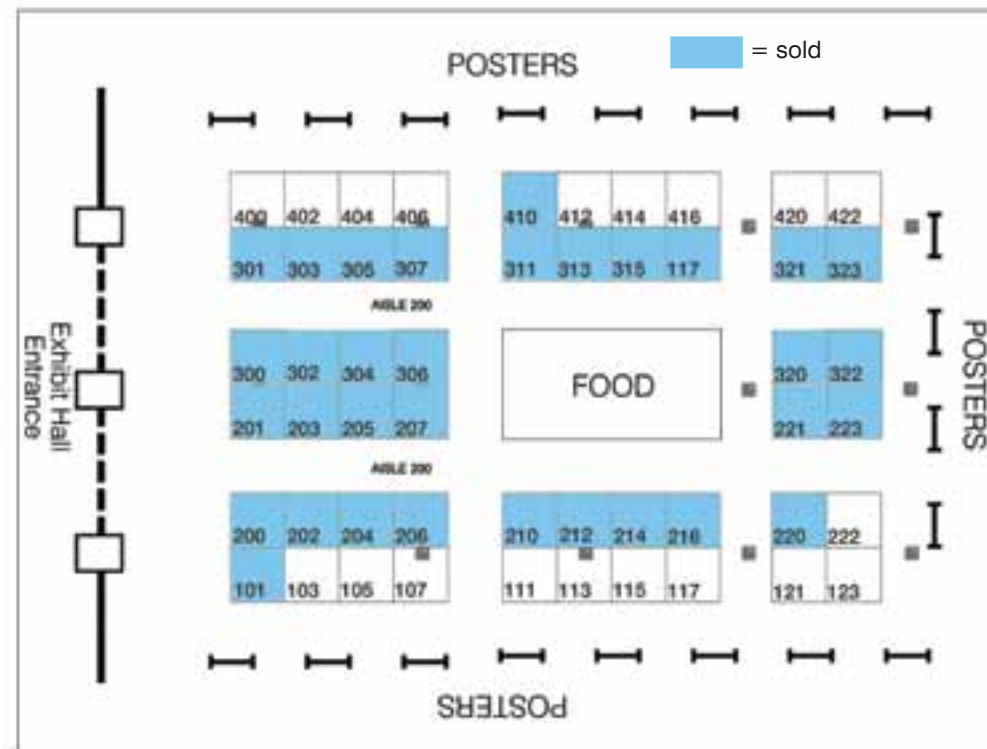 POSTERS
= sold
400 402 404 406
410 412 414 416
420 422
301 303 305 307
311 313 315 117
321 323
AISLE 200
Exhibit Hall
Entrance
300 302 304 306
FOOD
320 322
201 203 205 207
221 223
POSTERS
AISLE 200
200 202 204 206
210 212 214 216
220 222
101 103 105 107
111 113 115 117
121 123
POSTERS